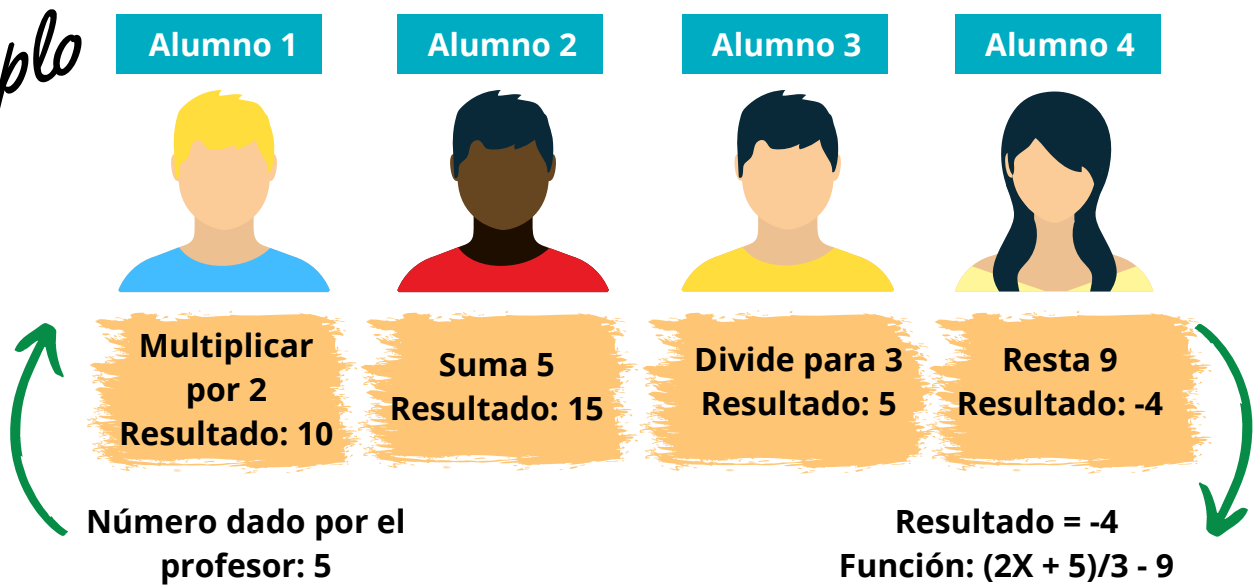 Alumno 1
Multiplicar
por 2
Resultado: 10
Alumno 2
Suma 5
Resultado: 15
Alumno 3
Divide para 3
Resultado: 5
Alumno 4
Resta 9
Resultado: -4
Número dado por el
profesor: 5
Resultado = -4
Función: (2X + 5)/3 - 9